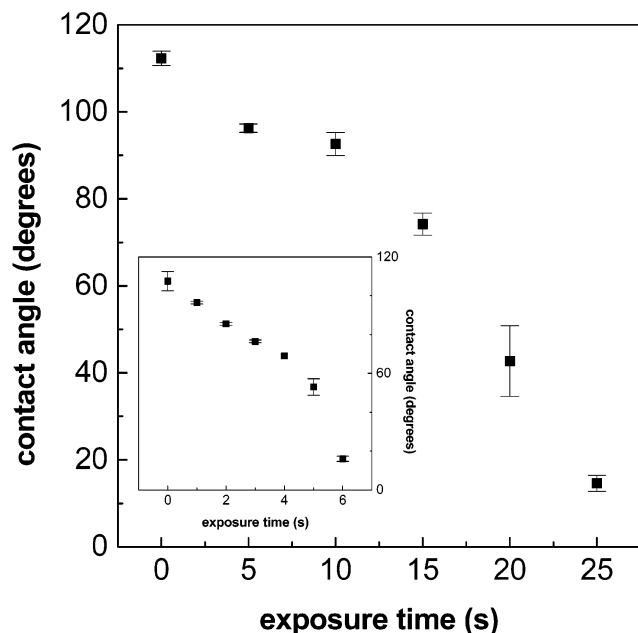 120
100
80
60
40
20
0
contact angle (degrees)
0 5 10 15 20 25
exposure time (s)
120
60
0
contact angle
(degrees)
0 2 4 6
exposure time (s)